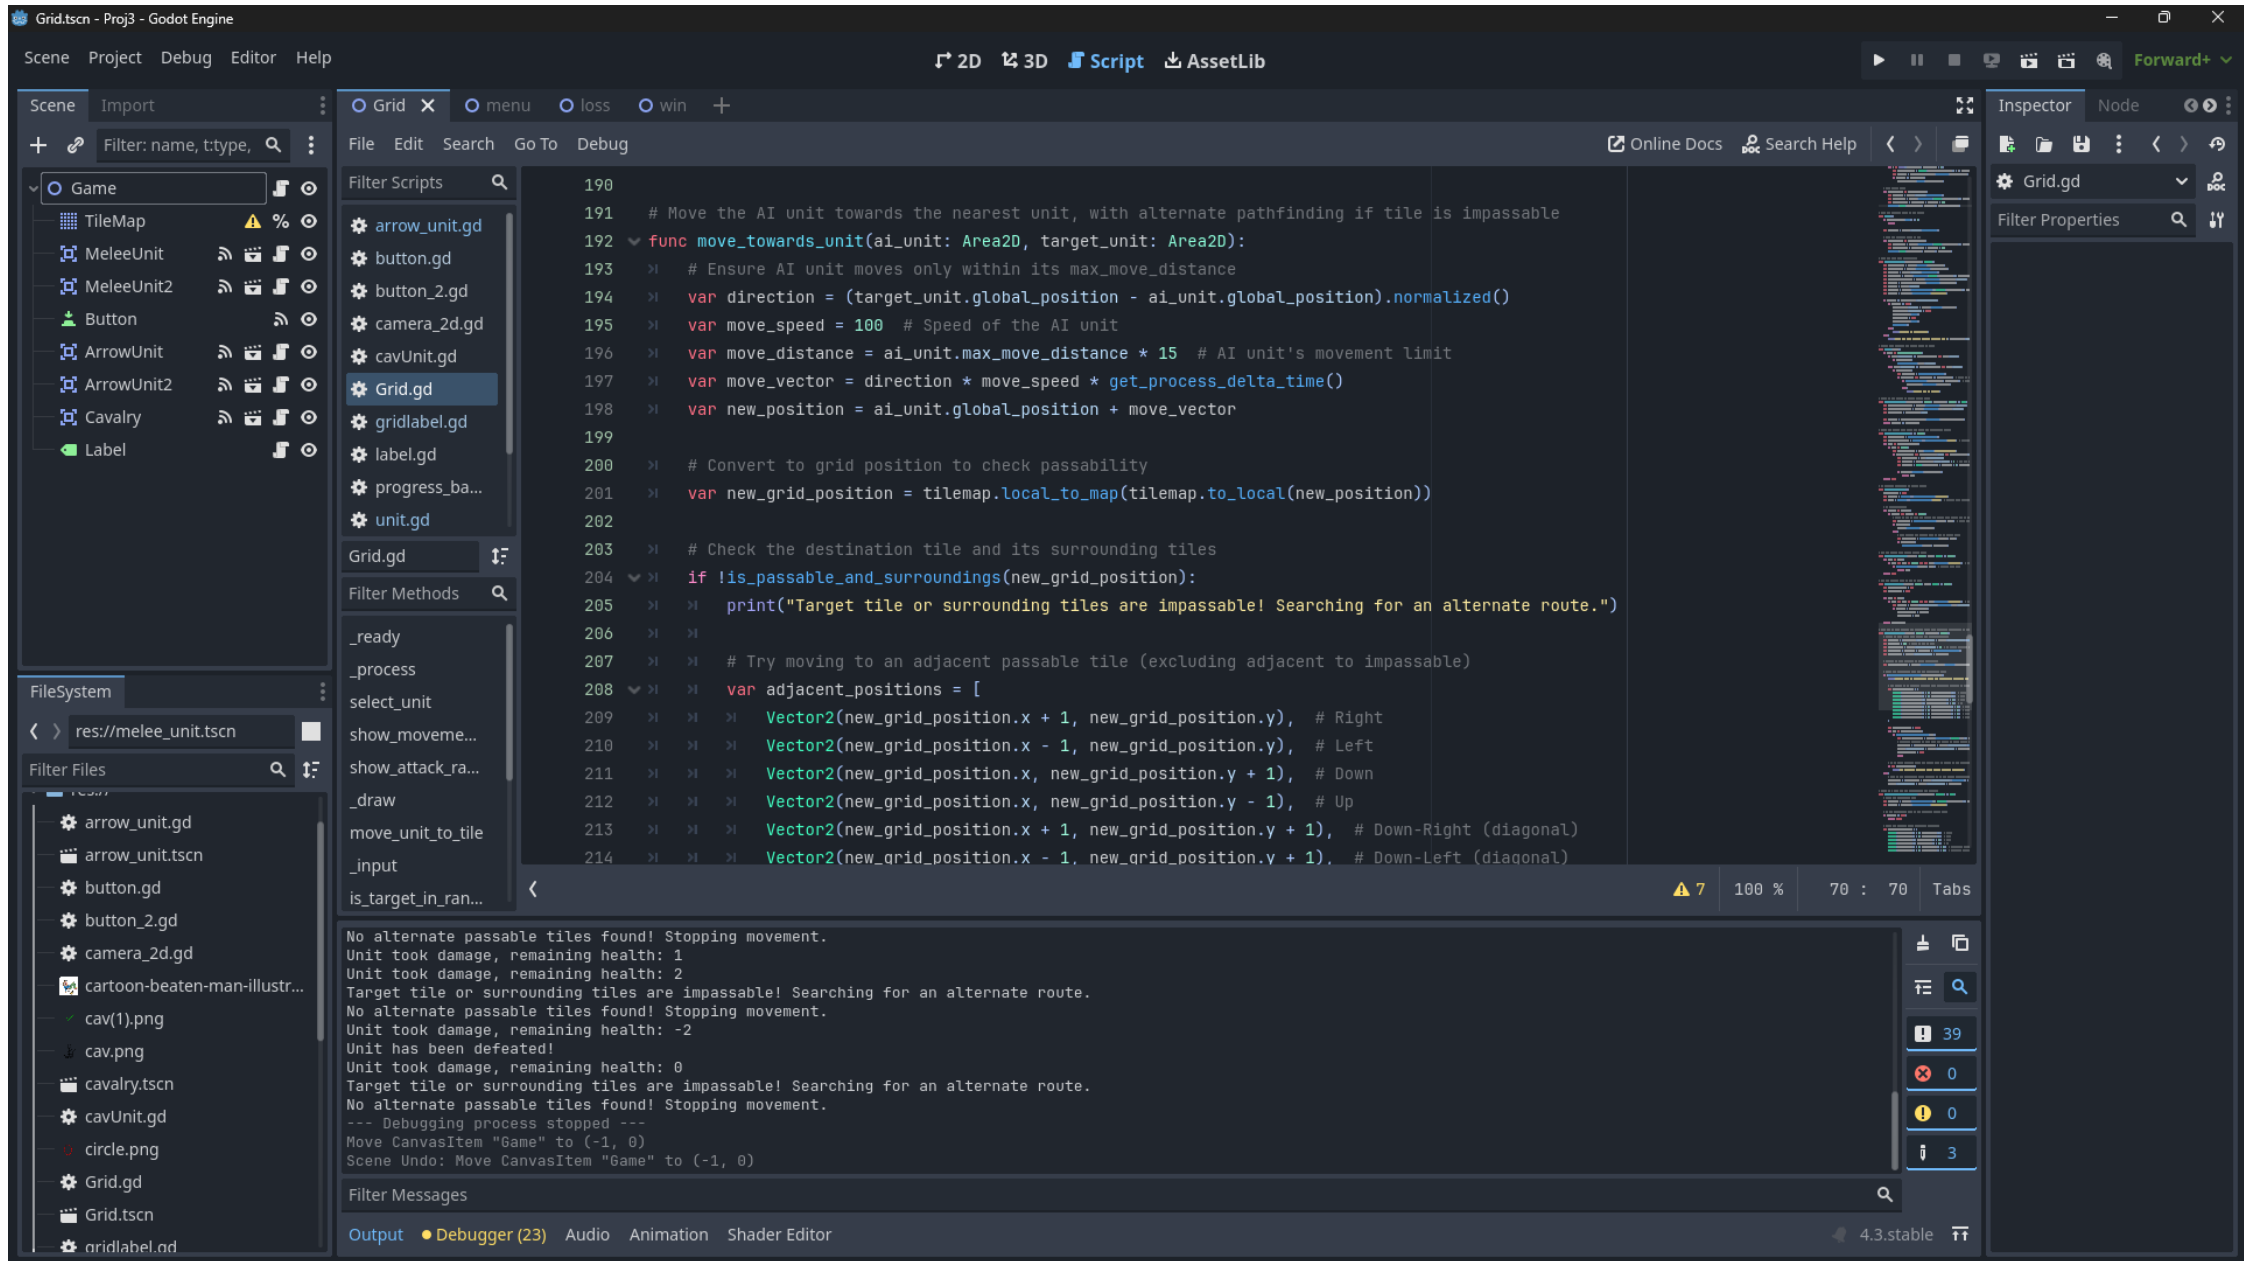 Grid.tscn - Proj3 - Godot Engine
Scene Project Debug Editor Help
2D 3D Script AssetLib
Forward+
Scene Import
Filter: name, t:type,
Game
TileMap
MeleeUnit
MeleeUnit2
Button
ArrowUnit
ArrowUnit2
Cavalry
Label
FileSystem
res://melee_unit.tscn
Filter Files
res://
arrow_unit.gd
arrow_unit.tscn
button.gd
button_2.gd
camera_2d.gd
cartoon-beaten-man-illustr...
cav(1).png
cav.png
cavalry.tscn
cavUnit.gd
circle.png
Grid.gd
Grid.tscn
gridlabel.gd
Grid menu loss win
File Edit Search Go To Debug
Online Docs Search Help
Filter Scripts
arrow_unit.gd
button.gd
button_2.gd
camera_2d.gd
cavUnit.gd
Grid.gd
gridlabel.gd
label.gd
progress_ba...
unit.gd
Grid.gd
Filter Methods
_ready
_process
select_unit
show_moveme...
show_attack_ra...
_draw
move_unit_to_tile
_input
is_target_in_ran...
190
191 # Move the AI unit towards the nearest unit, with alternate pathfinding if tile is impassable
192 func move_towards_unit(ai_unit: Area2D, target_unit: Area2D):
193 # Ensure AI unit moves only within its max_move_distance
194 var direction = (target_unit.global_position - ai_unit.global_position).normalized()
195 var move_speed = 100 # Speed of the AI unit
196 var move_distance = ai_unit.max_move_distance * 15 # AI unit's movement limit
197 var move_vector = direction * move_speed * get_process_delta_time()
198 var new_position = ai_unit.global_position + move_vector
199
200 # Convert to grid position to check passability
201 var new_grid_position = tilemap.local_to_map(tilemap.to_local(new_position))
202
203 # Check the destination tile and its surrounding tiles
204 if !is_passable_and_surroundings(new_grid_position):
205 print("Target tile or surrounding tiles are impassable! Searching for an alternate route.")
206
207 # Try moving to an adjacent passable tile (excluding adjacent to impassable)
208 var adjacent_positions = [
209 Vector2(new_grid_position.x + 1, new_grid_position.y), # Right
210 Vector2(new_grid_position.x - 1, new_grid_position.y), # Left
211 Vector2(new_grid_position.x, new_grid_position.y + 1), # Down
212 Vector2(new_grid_position.x, new_grid_position.y - 1), # Up
213 Vector2(new_grid_position.x + 1, new_grid_position.y + 1), # Down-Right (diagonal)
214 Vector2(new_grid_position.x - 1, new_grid_position.y + 1), # Down-Left (diagonal)
7 100 % 70 : 70 Tabs
No alternate passable tiles found! Stopping movement.
Unit took damage, remaining health: 1
Unit took damage, remaining health: 2
Target tile or surrounding tiles are impassable! Searching for an alternate route.
No alternate passable tiles found! Stopping movement.
Unit took damage, remaining health: -2
Unit has been defeated!
Unit took damage, remaining health: 0
Target tile or surrounding tiles are impassable! Searching for an alternate route.
No alternate passable tiles found! Stopping movement.
--- Debugging process stopped ---
Move CanvasItem "Game" to (-1, 0)
Scene Undo: Move CanvasItem "Game" to (-1, 0)
39
0
0
3
Filter Messages
Output Debugger (23) Audio Animation Shader Editor
4.3.stable
Inspector Node
Grid.gd
DOC
Filter Properties